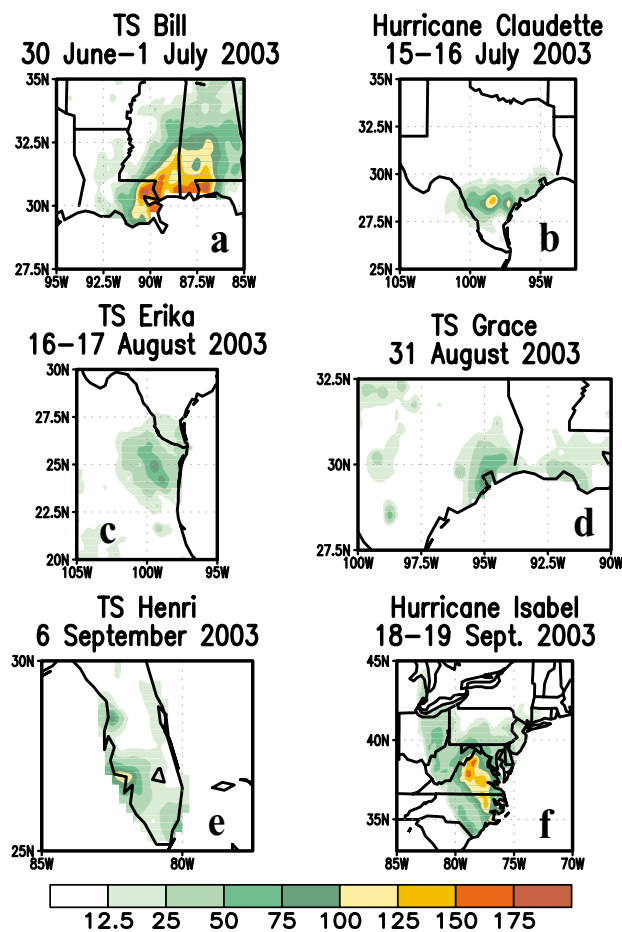 TS Bill
30 June-1 July 2003
35N
32.5N
30N
27.5N
95W 92.5W 90W 87.5W 85W
a
Hurricane Claudette
15-16 July 2003
35N
32.5N
30N
27.5N
25N
105W 100W 95W
b
TS Erika
16-17 August 2003
30N
27.5N
25N
22.5N
20N
105W 100W 95W
c
TS Grace
31 August 2003
32.5N
30N
27.5N
100W 97.5W 95W 92.5W 90W
d
TS Henri
6 September 2003
30N
25N
85W 80W
e
Hurricane Isabel
18-19 Sept. 2003
45N
40N
35N
85W 80W 75W 70W
f
12.5 25 50 75 100 125 150 175